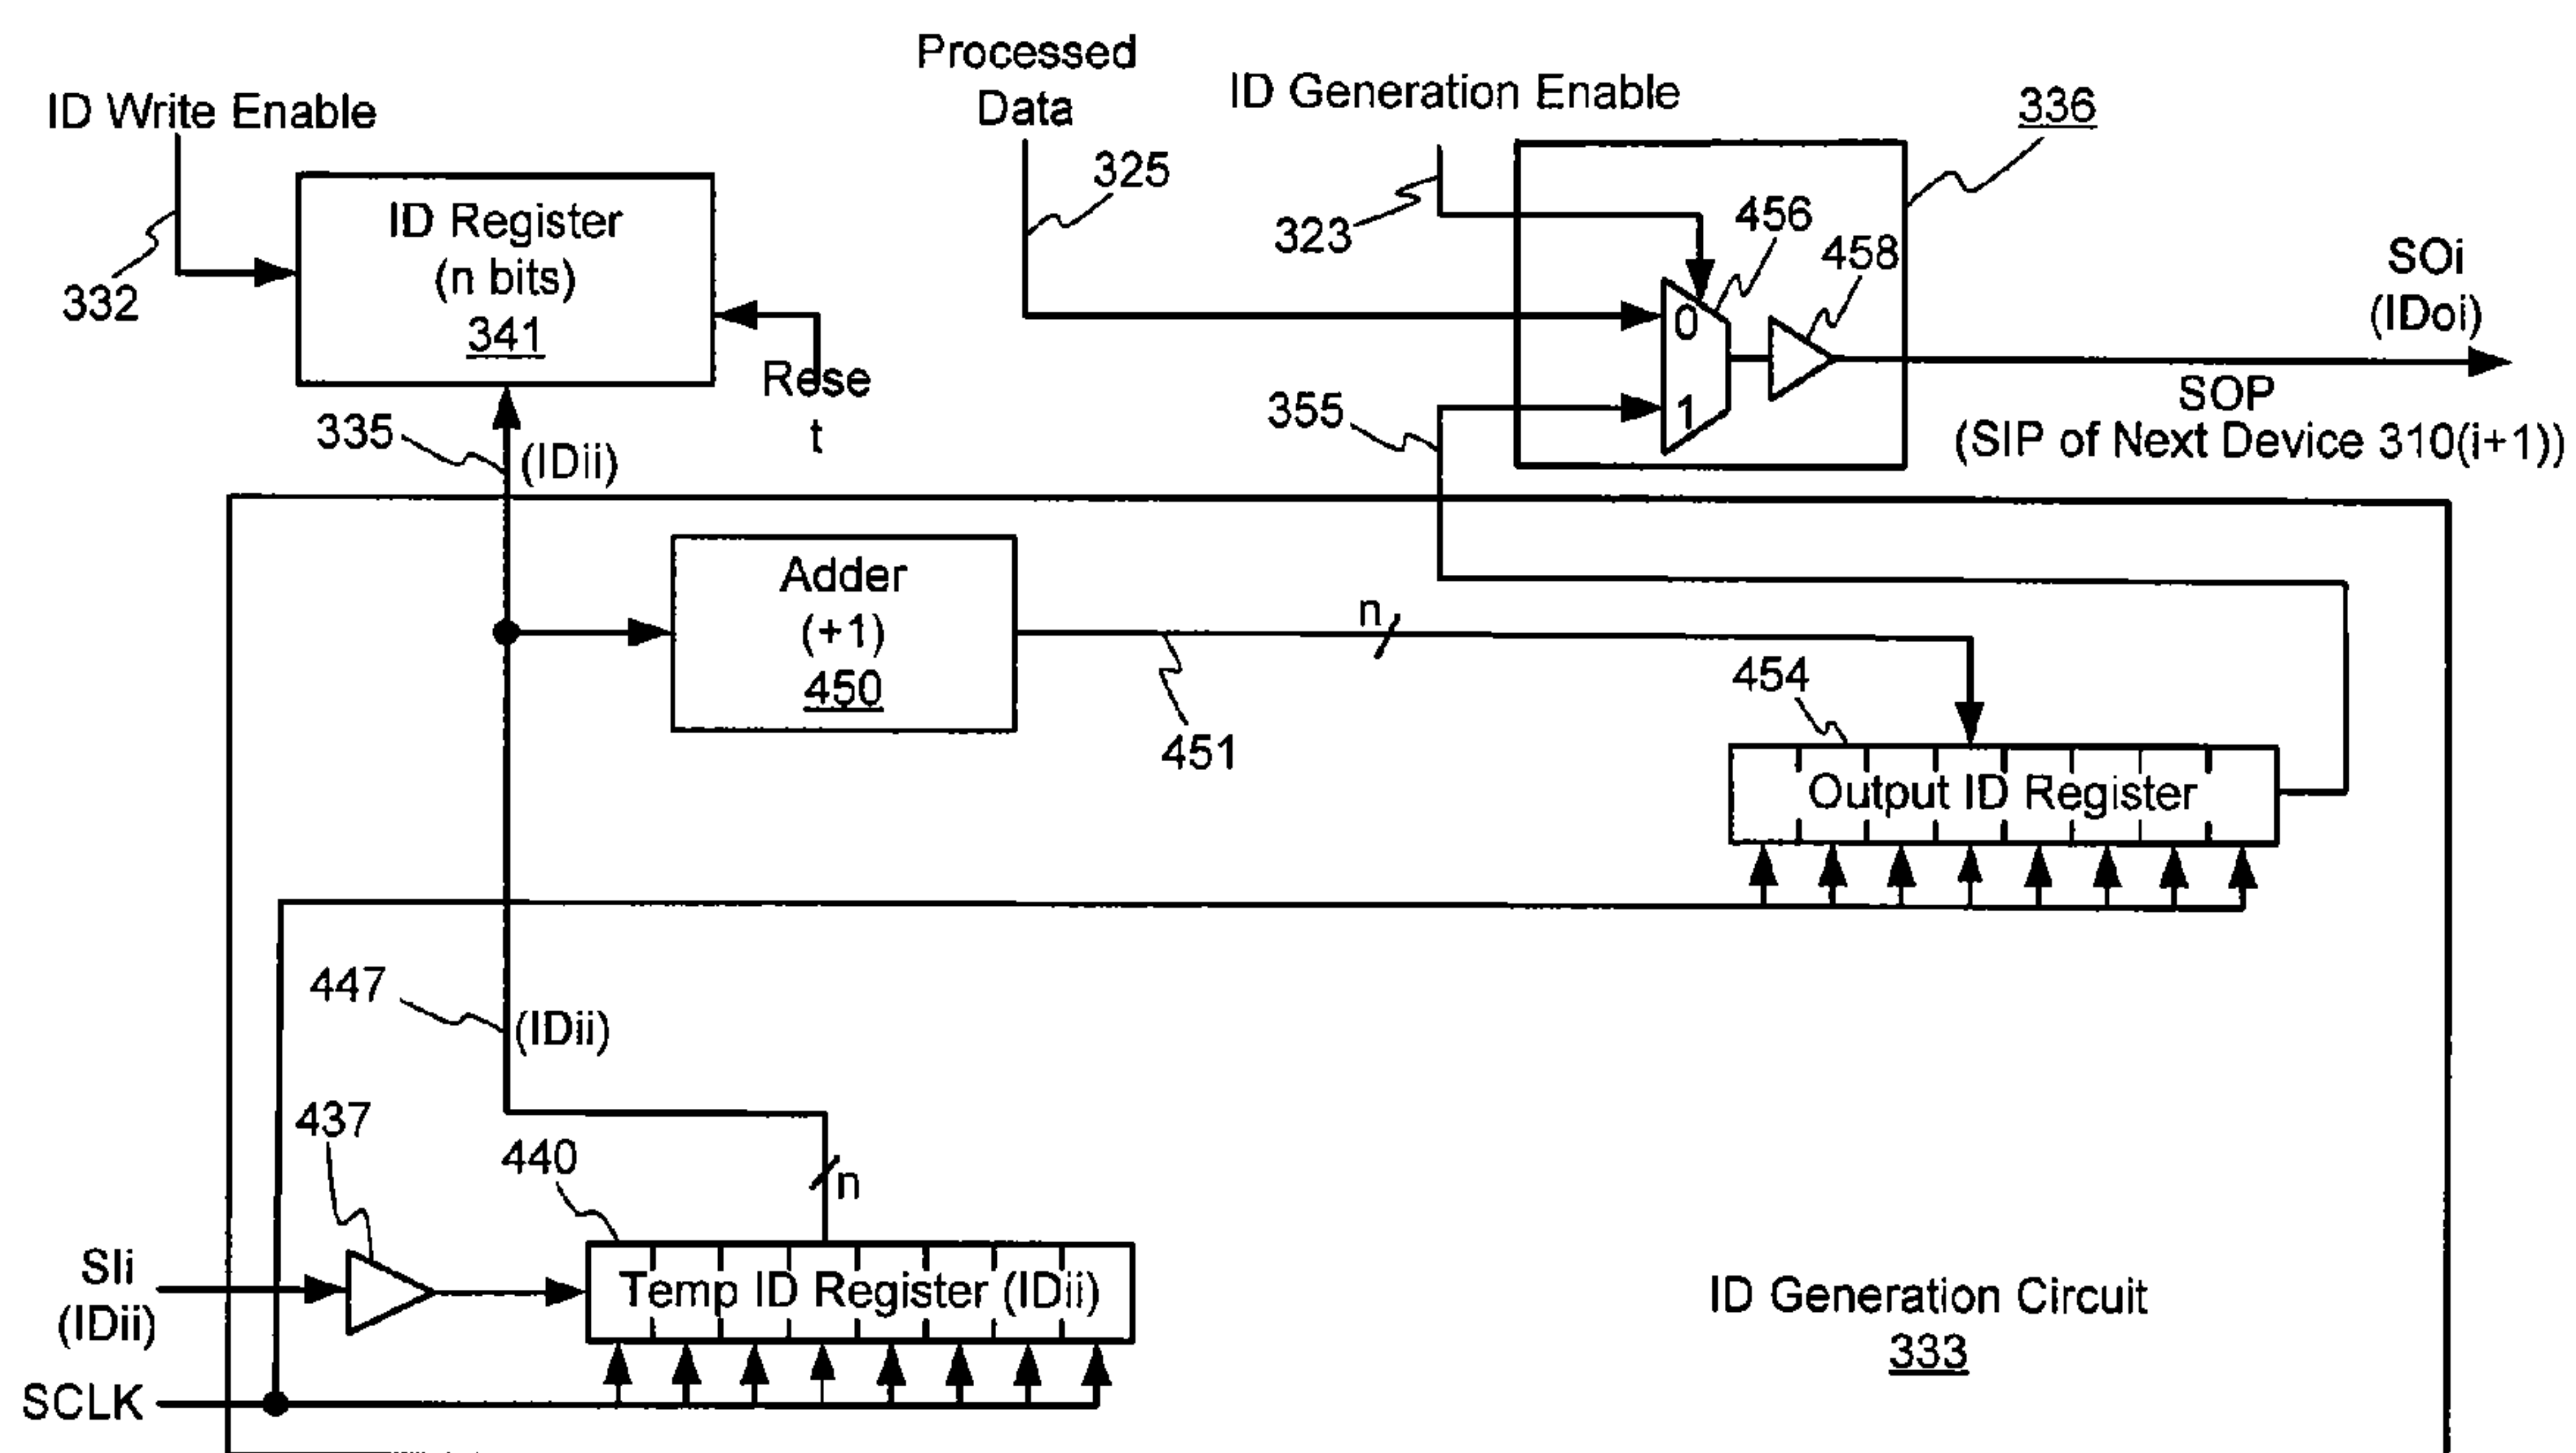 Processed
Data
ID Generation Enable
336
ID Write Enable
325
ID Register
(n bits)
341
332
323
456
458
0
1
SOi
(IDoi)
SOP
(SIP of Next Device 310(i+1))
Rese
t
335
(IDii)
355
Adder
(+1)
450
n
451
454
Output ID Register
447
(IDii)
437
440
n
SIi
(IDii)
Temp ID Register (IDii)
SCLK
ID Generation Circuit
333